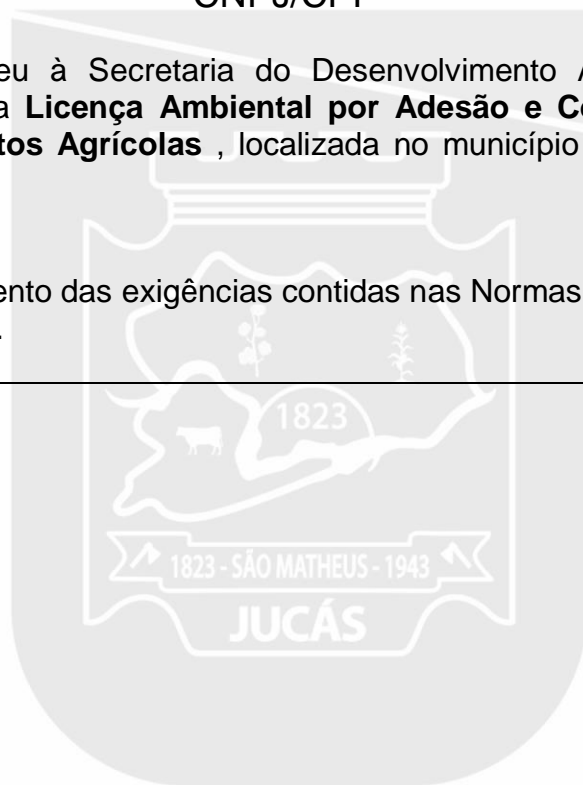 CNPJ/CPF
eu à Secretaria do Desenvolvimento
a Licença Ambiental por Adesão e
tos Agrícolas , localizada no município
ento das exigências contidas nas Normas
.
1823
1823 - SÃO MATHEUS - 1943
JUCÁS